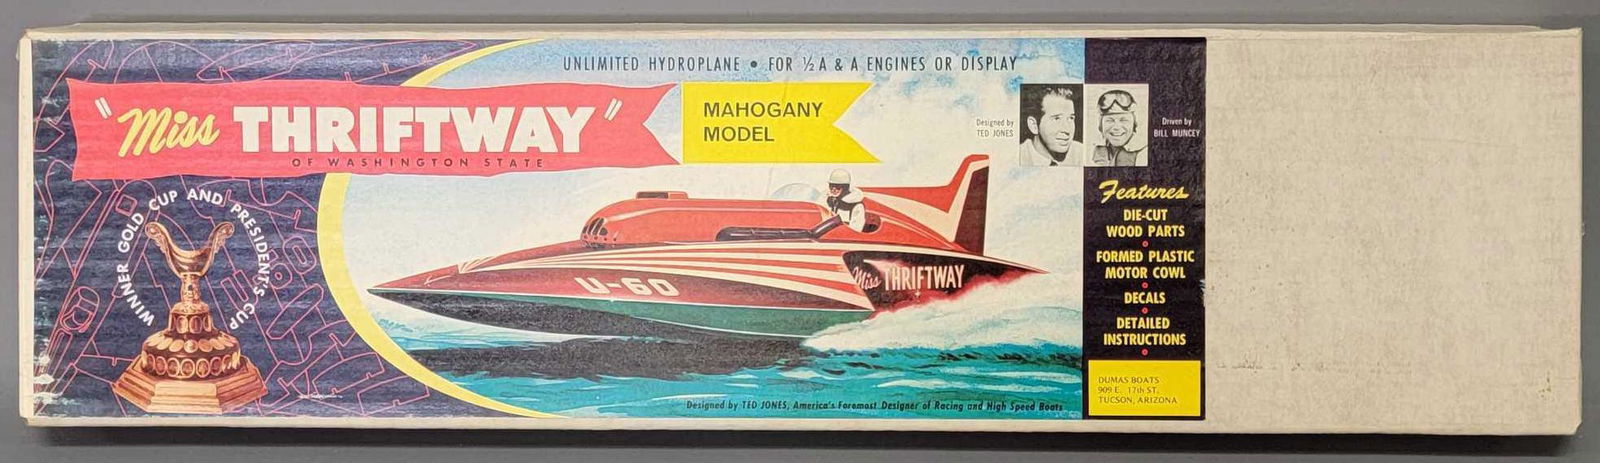 UNLIMITED HYDROPLANE • FOR ½ A & A ENGINES OR DISPLAY
"Miss THRIFTWAY"
OF WASHINGTON STATE
MAHOGANY
MODEL
Designed by
TED JONES
Driven by
BILL MUNCEY
WINNER GOLD CUP AND PRESIDENT'S CUP
U-60
Miss THRIFTWAY
Features
DIE-CUT
WOOD PARTS
•
FORMED PLASTIC
MOTOR COWL
•
DECALS
•
DETAILED
INSTRUCTIONS
•
DUMAS BOATS
909 E. 17th ST.
TUCSON, ARIZONA
Designed by TED JONES, America's Foremost Designer of Racing and High Speed Boats